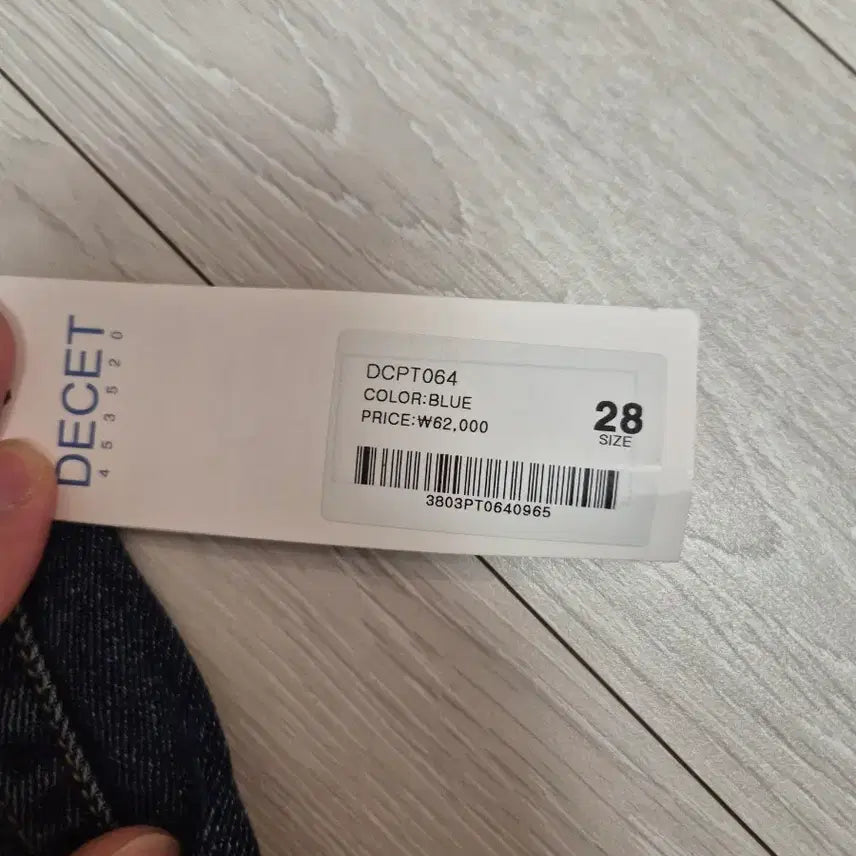 DECET
453520
DCPT064
COLOR:BLUE
PRICE:₩62,000
28
SIZE
3803PT0640965